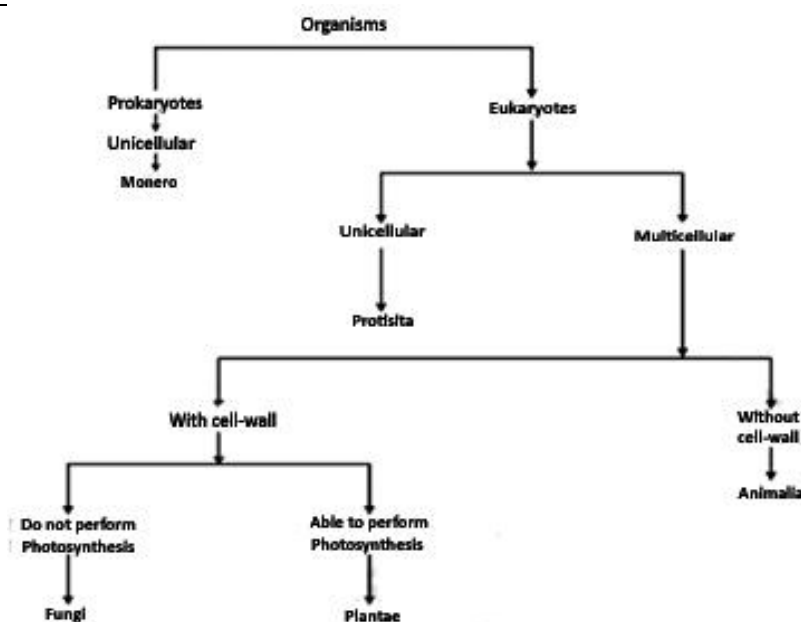 Organisms
Prokaryotes
Eukaryotes
Unicellular
Monero
Unicellular
Multicellular
Protisita
With cell-wall
Without
cell-wall
Animalia
Do not perform
Photosynthesis
Able to perform
Photosynthesis
Fungi
Plantae